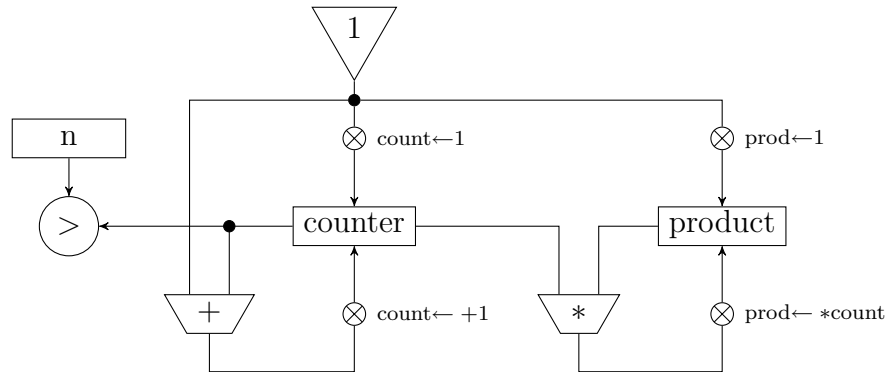 1
n
count←1
prod←1
>
counter
product
+
count← +1
*
prod← *count